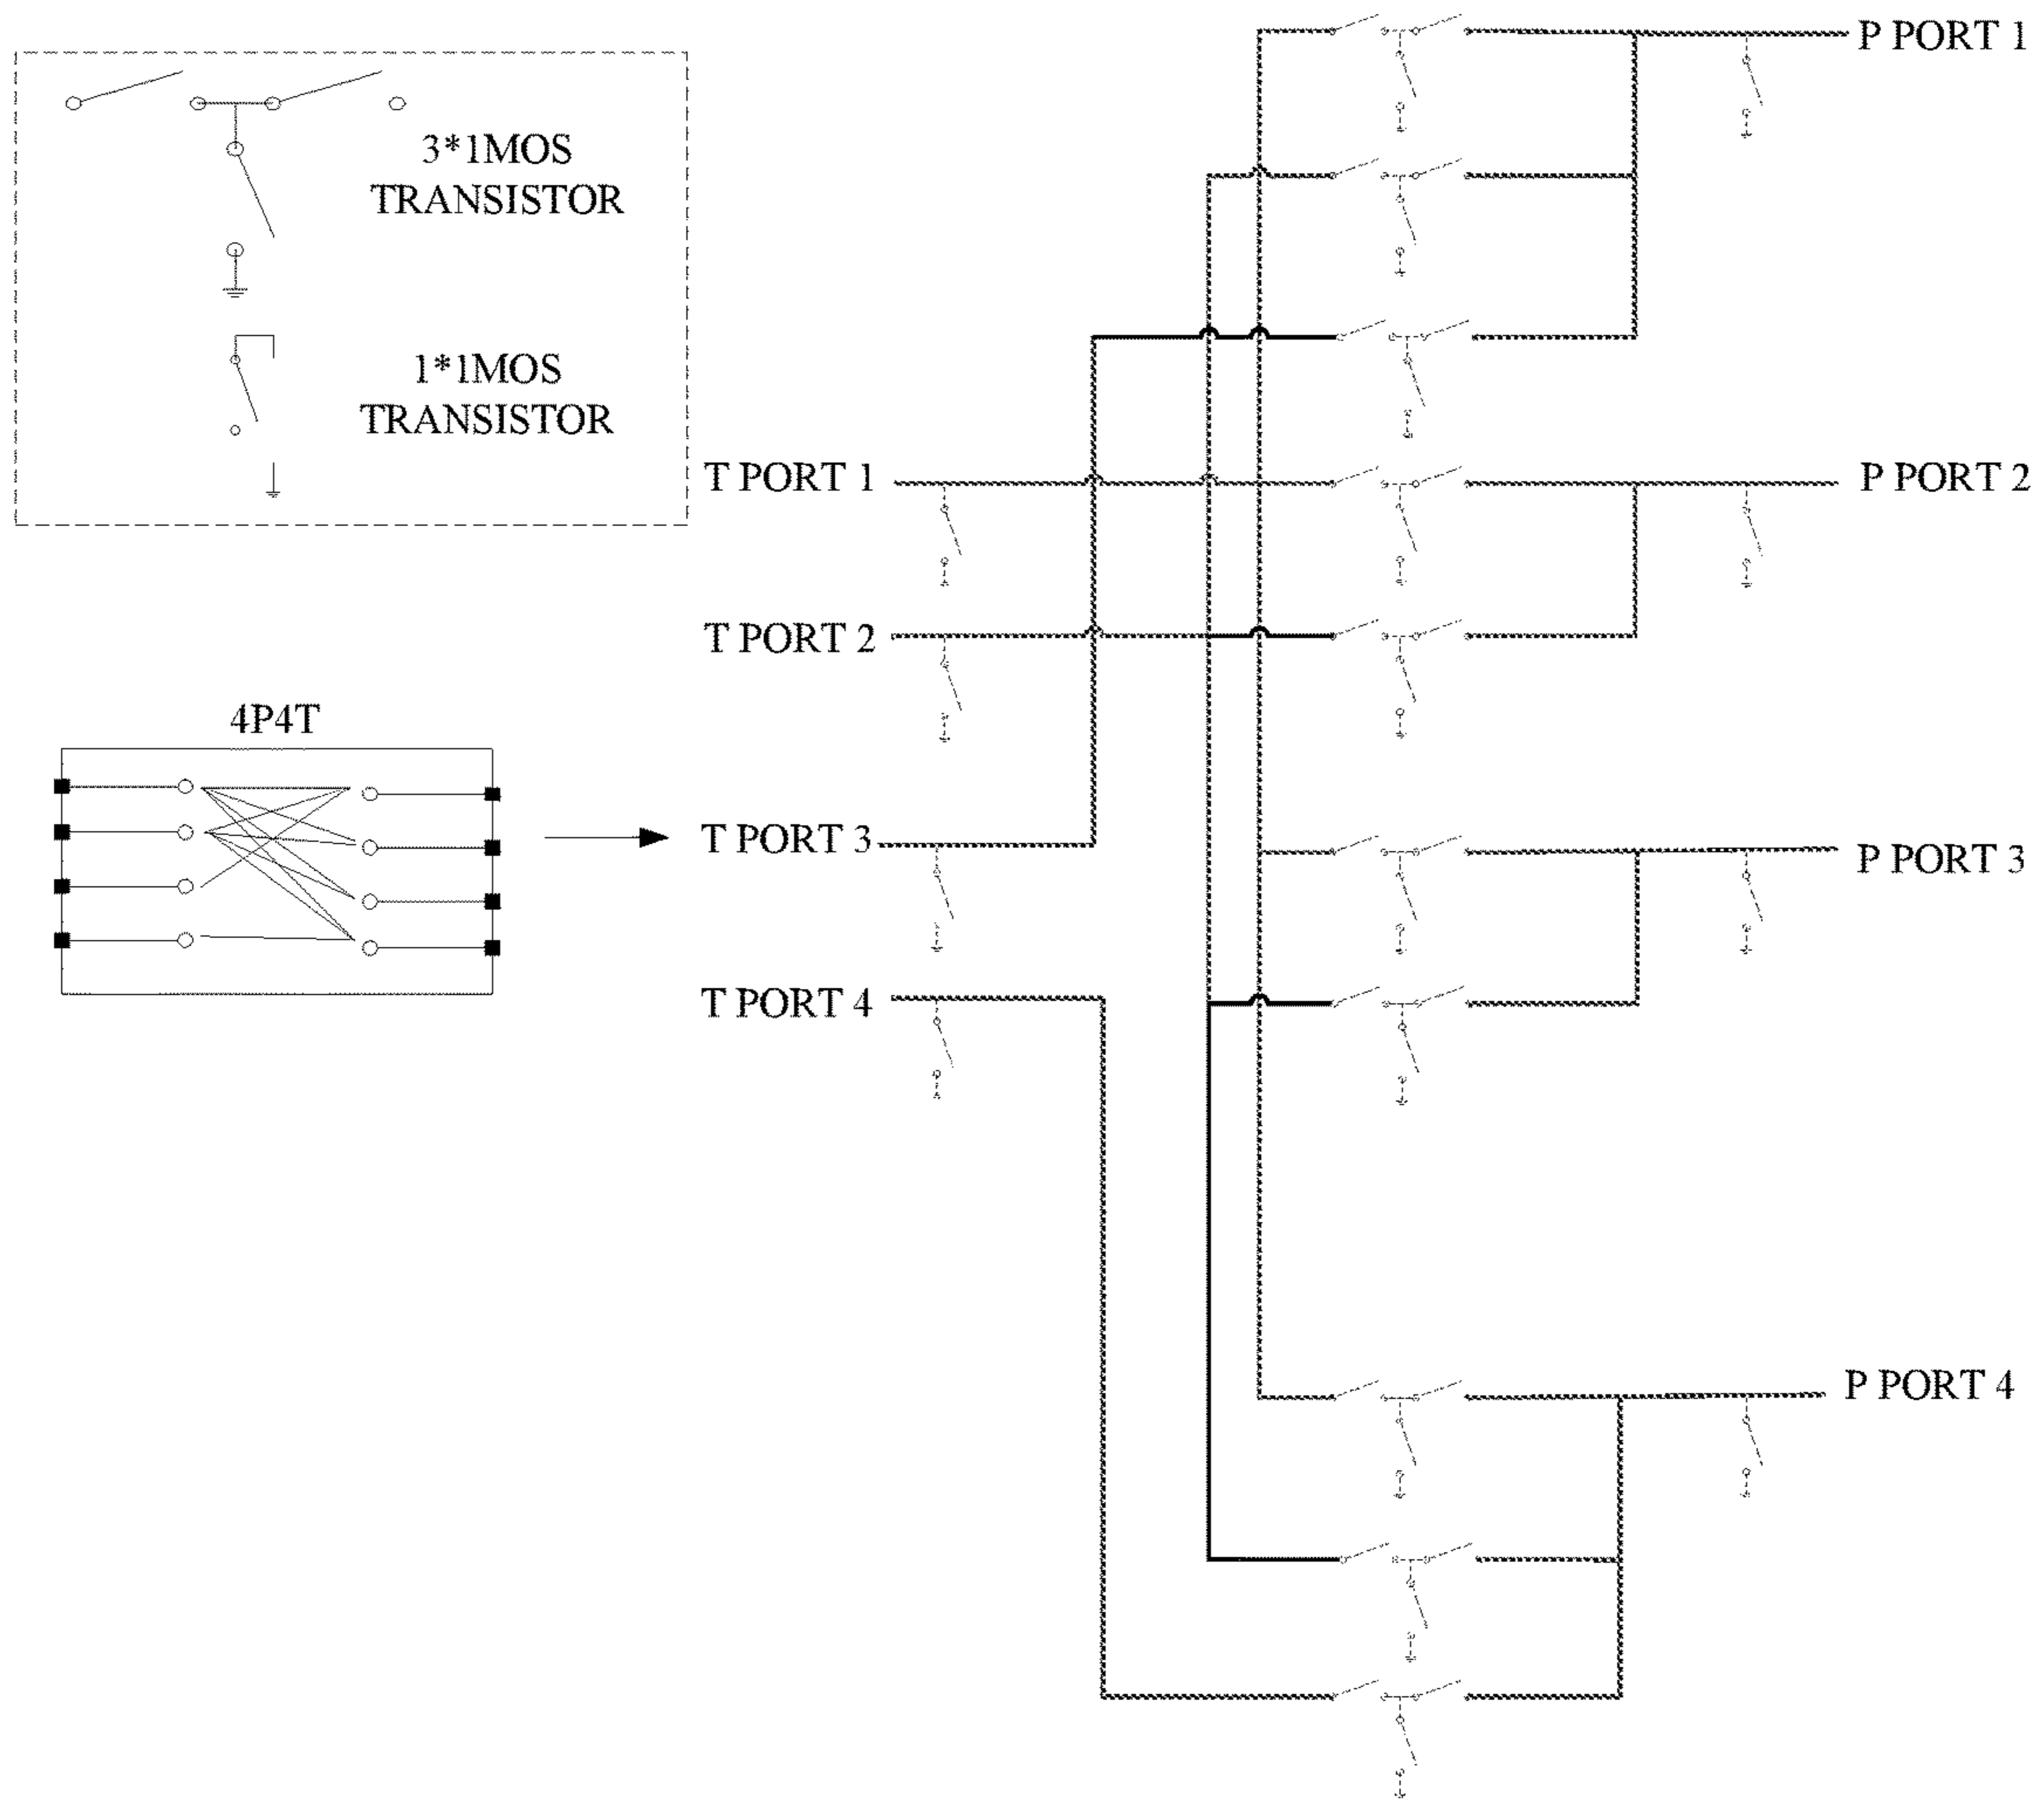 P PORT 1
3*1MOS
TRANSISTOR
1*1MOS
TRANSISTOR
T PORT 1
P PORT 2
T PORT 2
4P4T
T PORT 3
P PORT 3
T PORT 4
P PORT 4